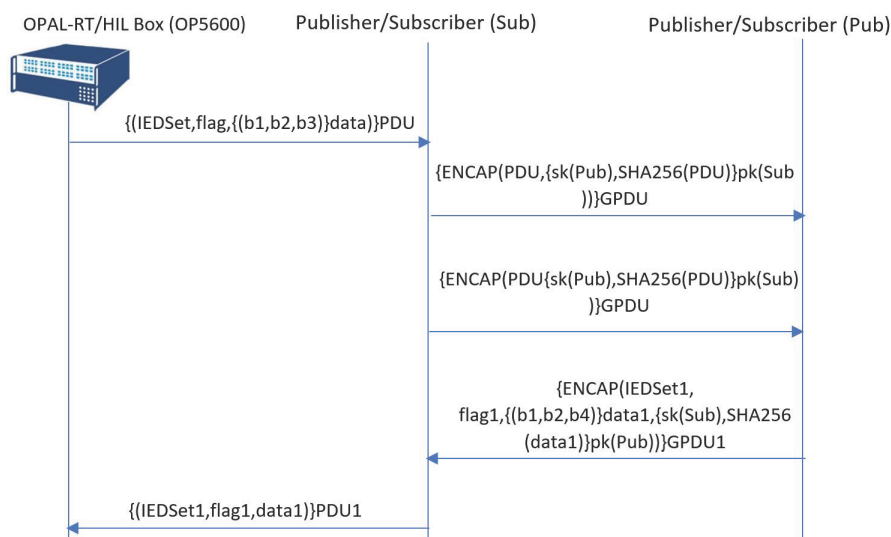 OPAL-RT/HIL Box (OP5600)
Publisher/Subscriber (Sub)
Publisher/Subscriber (Pub)
{(IEDSet,flag,{(b1,b2,b3)}data)}PDU
{ENCAP(PDU,{sk(Pub),SHA256(PDU)}pk(Sub
))}GPDU
{ENCAP(PDU{sk(Pub),SHA256(PDU)}pk(Sub)
)}GPDU
{ENCAP(IEDSet1,
flag1,{(b1,b2,b4)}data1,{sk(Sub),SHA256
(data1)}pk(Pub))}GPDU1
{(IEDSet1,flag1,data1)}PDU1